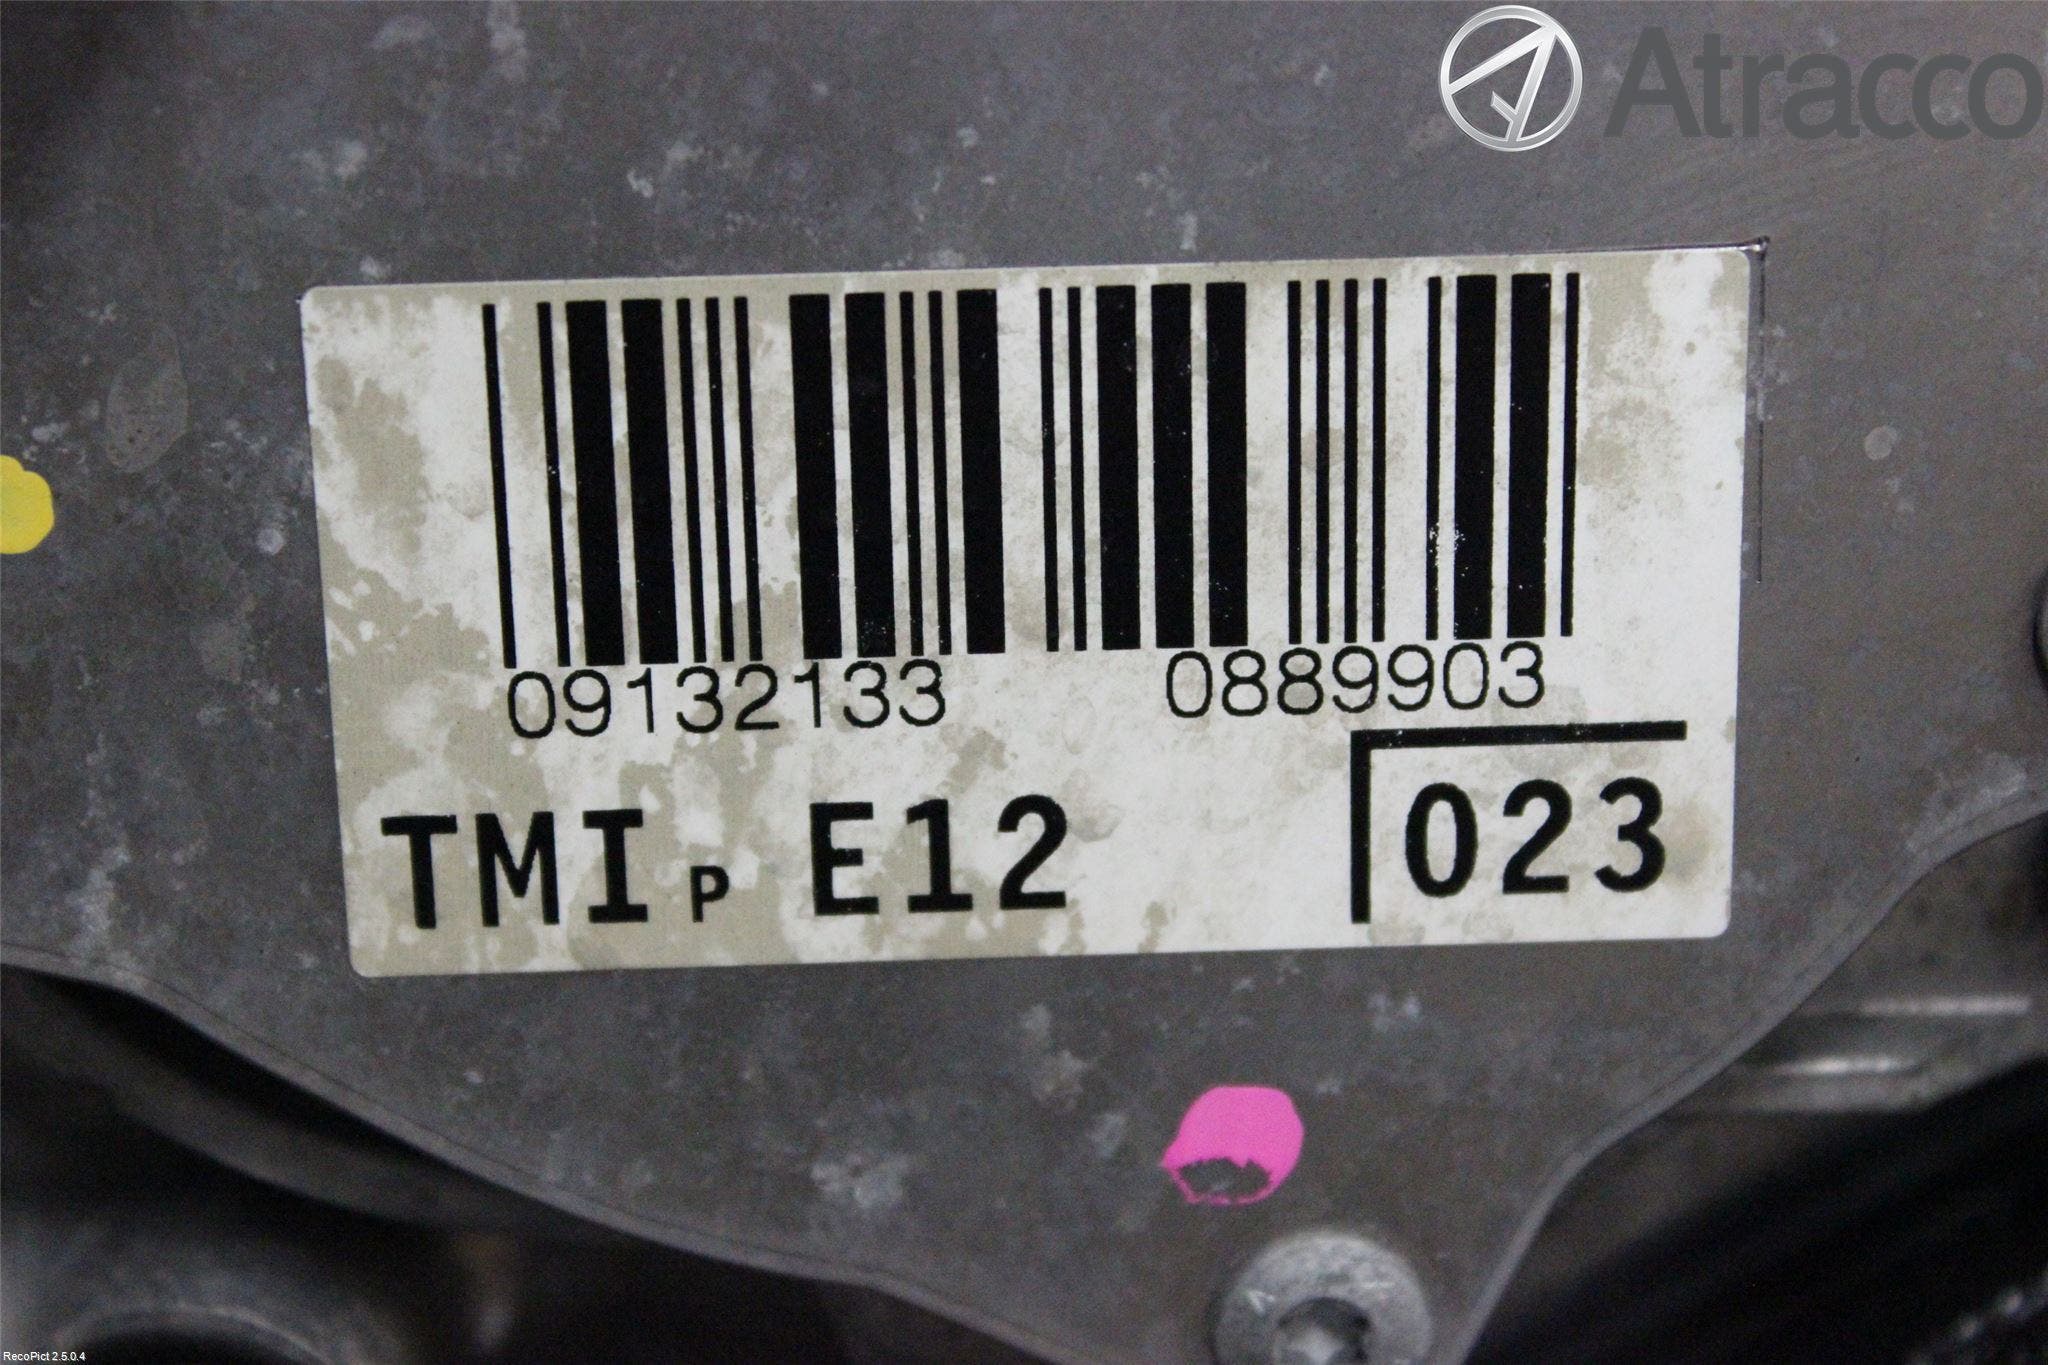 Atracco
09132133 0889903
TMI P E12 023
RecoPict 2.5.0.4